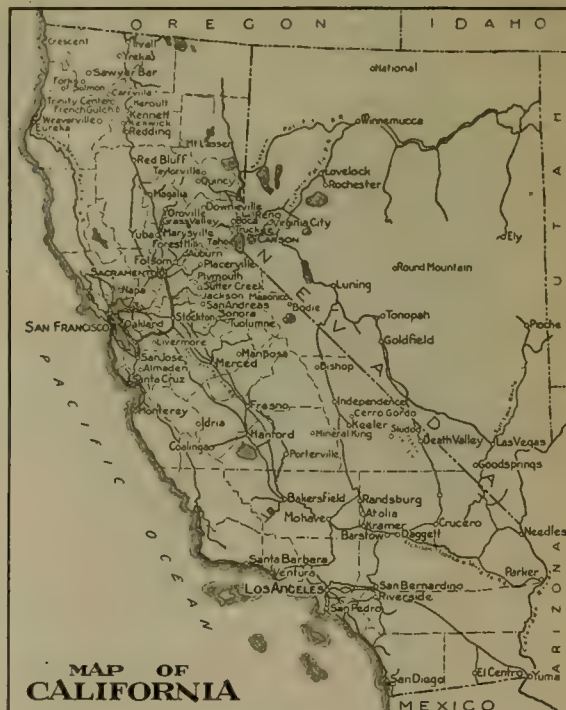 OREGON
IDAHO
Crescent
Yreka
Sawyer Bar
National
Forks of Salmon
Carrville
Trinity Center
French Gulch
Weaverville
Eureka
Kennett
Keswick
Redding
Winnemucca
UTAH
Mt Lassen
Red Bluff
Taylorville
Quincy
Lovelock
Rochester
Magalia
Downieville
Oroville
Reno
Grass Valley
Boca
Virginia City
Truckee
Yuba
Marysville
CARSON
Forest Hill
Tahoe
Ely
Auburn
Folsom
Placerville
SACRAMENTO
Round Mountain
Plymouth
Napa
Sutter Creek
Jackson
Masonic
San Andreas
Bodie
Luning
NEVADA
SAN FRANCISCO
Oakland
Stockton
Sonora
Tuolumne
Tonopah
Goldfield
Pioche
Livermore
San Jose
Almaden
Santa Cruz
Merced
Mariposa
Bishop
Monterey
Idria
Fresno
Independence
Cerro Gordo
Keeler
Mineral King
Death Valley
Las Vegas
Hanford
Coalinga
Porterville
Goodsprings
Bakersfield
Randsburg
Atolia
Mohave
Kramer
Barstow
Daggett
Crucero
Needles
Santa Barbara
Ventura
Parker
LOS ANGELES
San Bernardino
Riverside
San Pedro
PACIFIC OCEAN
ARIZONA
San Diago
El Centro
Yuma
MEXICO
MAP OF
CALIFORNIA